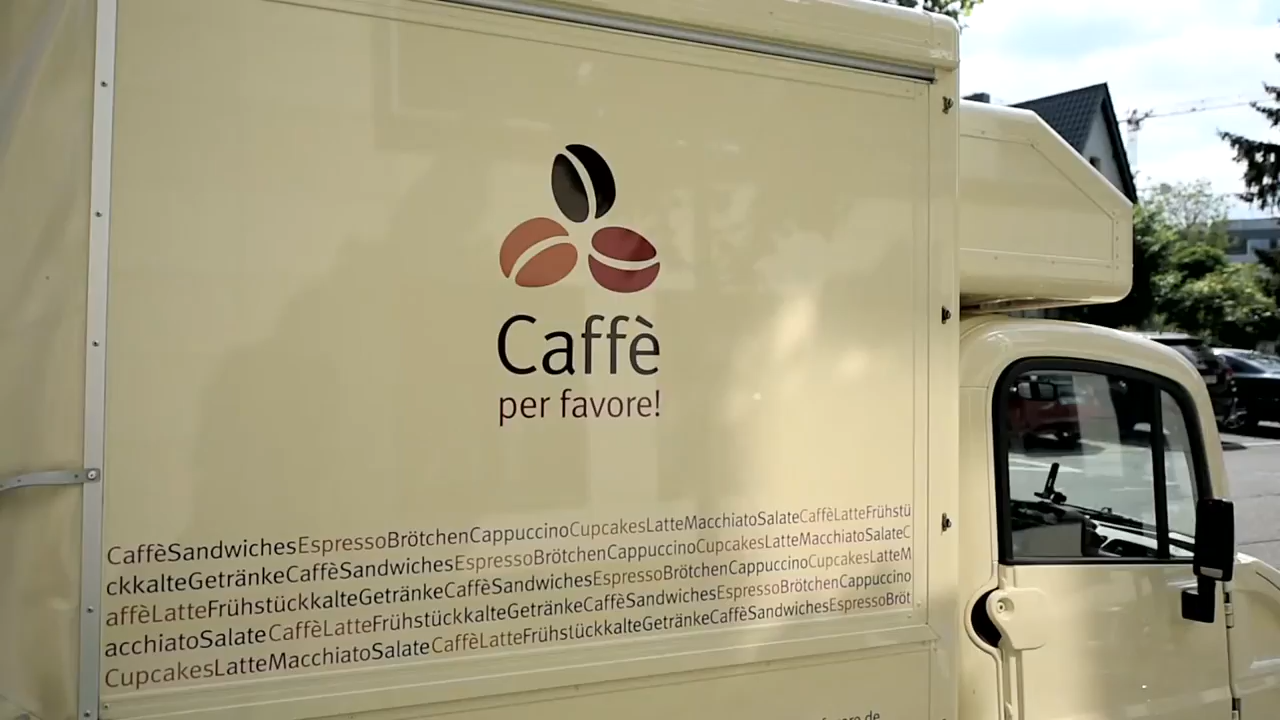 Caffè
per favore!
CaffèSandwichesEspressoBrötchenCappuccinoCupcakesLatteMacchiatoSalateCaffèLatteFrühstü
ckkalteGetränkeCaffèSandwichesEspressoBrötchenCappuccinoCupcakesLatteMacchiatoSalateC
affèLatteFrühstückkalteGetränkeCaffèSandwichesEspressoBrötchenCappuccinoCupcakesLatteM
acchiatoSalateCaffèLatteFrühstückkalteGetränkeCaffèSandwichesEspressoBrötchenCappuccino
CupcakesLatteMacchiatoSalateCaffèLatteFrühstückkalteGetränkeCaffèSandwichesEspressoBröt